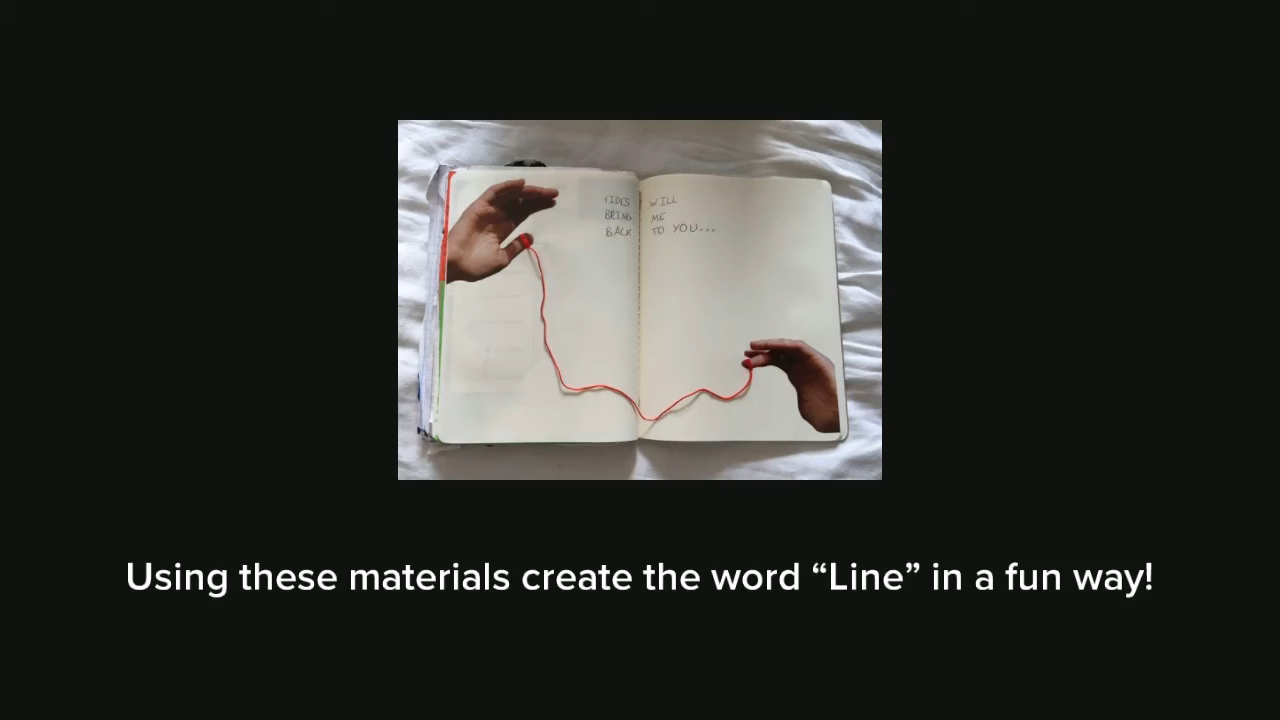 TIDES WILL
BRING ME
BACK TO YOU...
Using these materials create the word “Line” in a fun way!